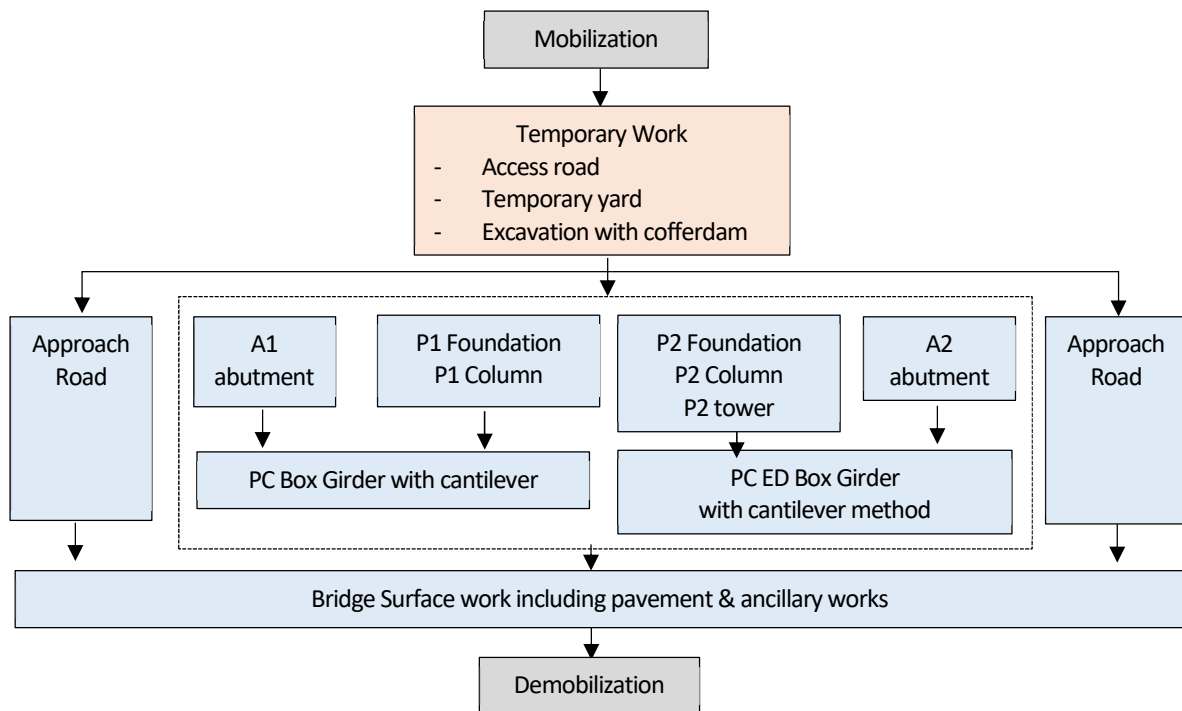 Mobilization
Temporary Work
- Access road
- Temporary yard
- Excavation with cofferdam
Approach
Road
A1
abutment
P1 Foundation
P1 Column
P2 Foundation
P2 Column
P2 tower
A2
abutment
Approach
Road
PC Box Girder with cantilever
PC ED Box Girder
with cantilever method
Bridge Surface work including pavement & ancillary works
Demobilization